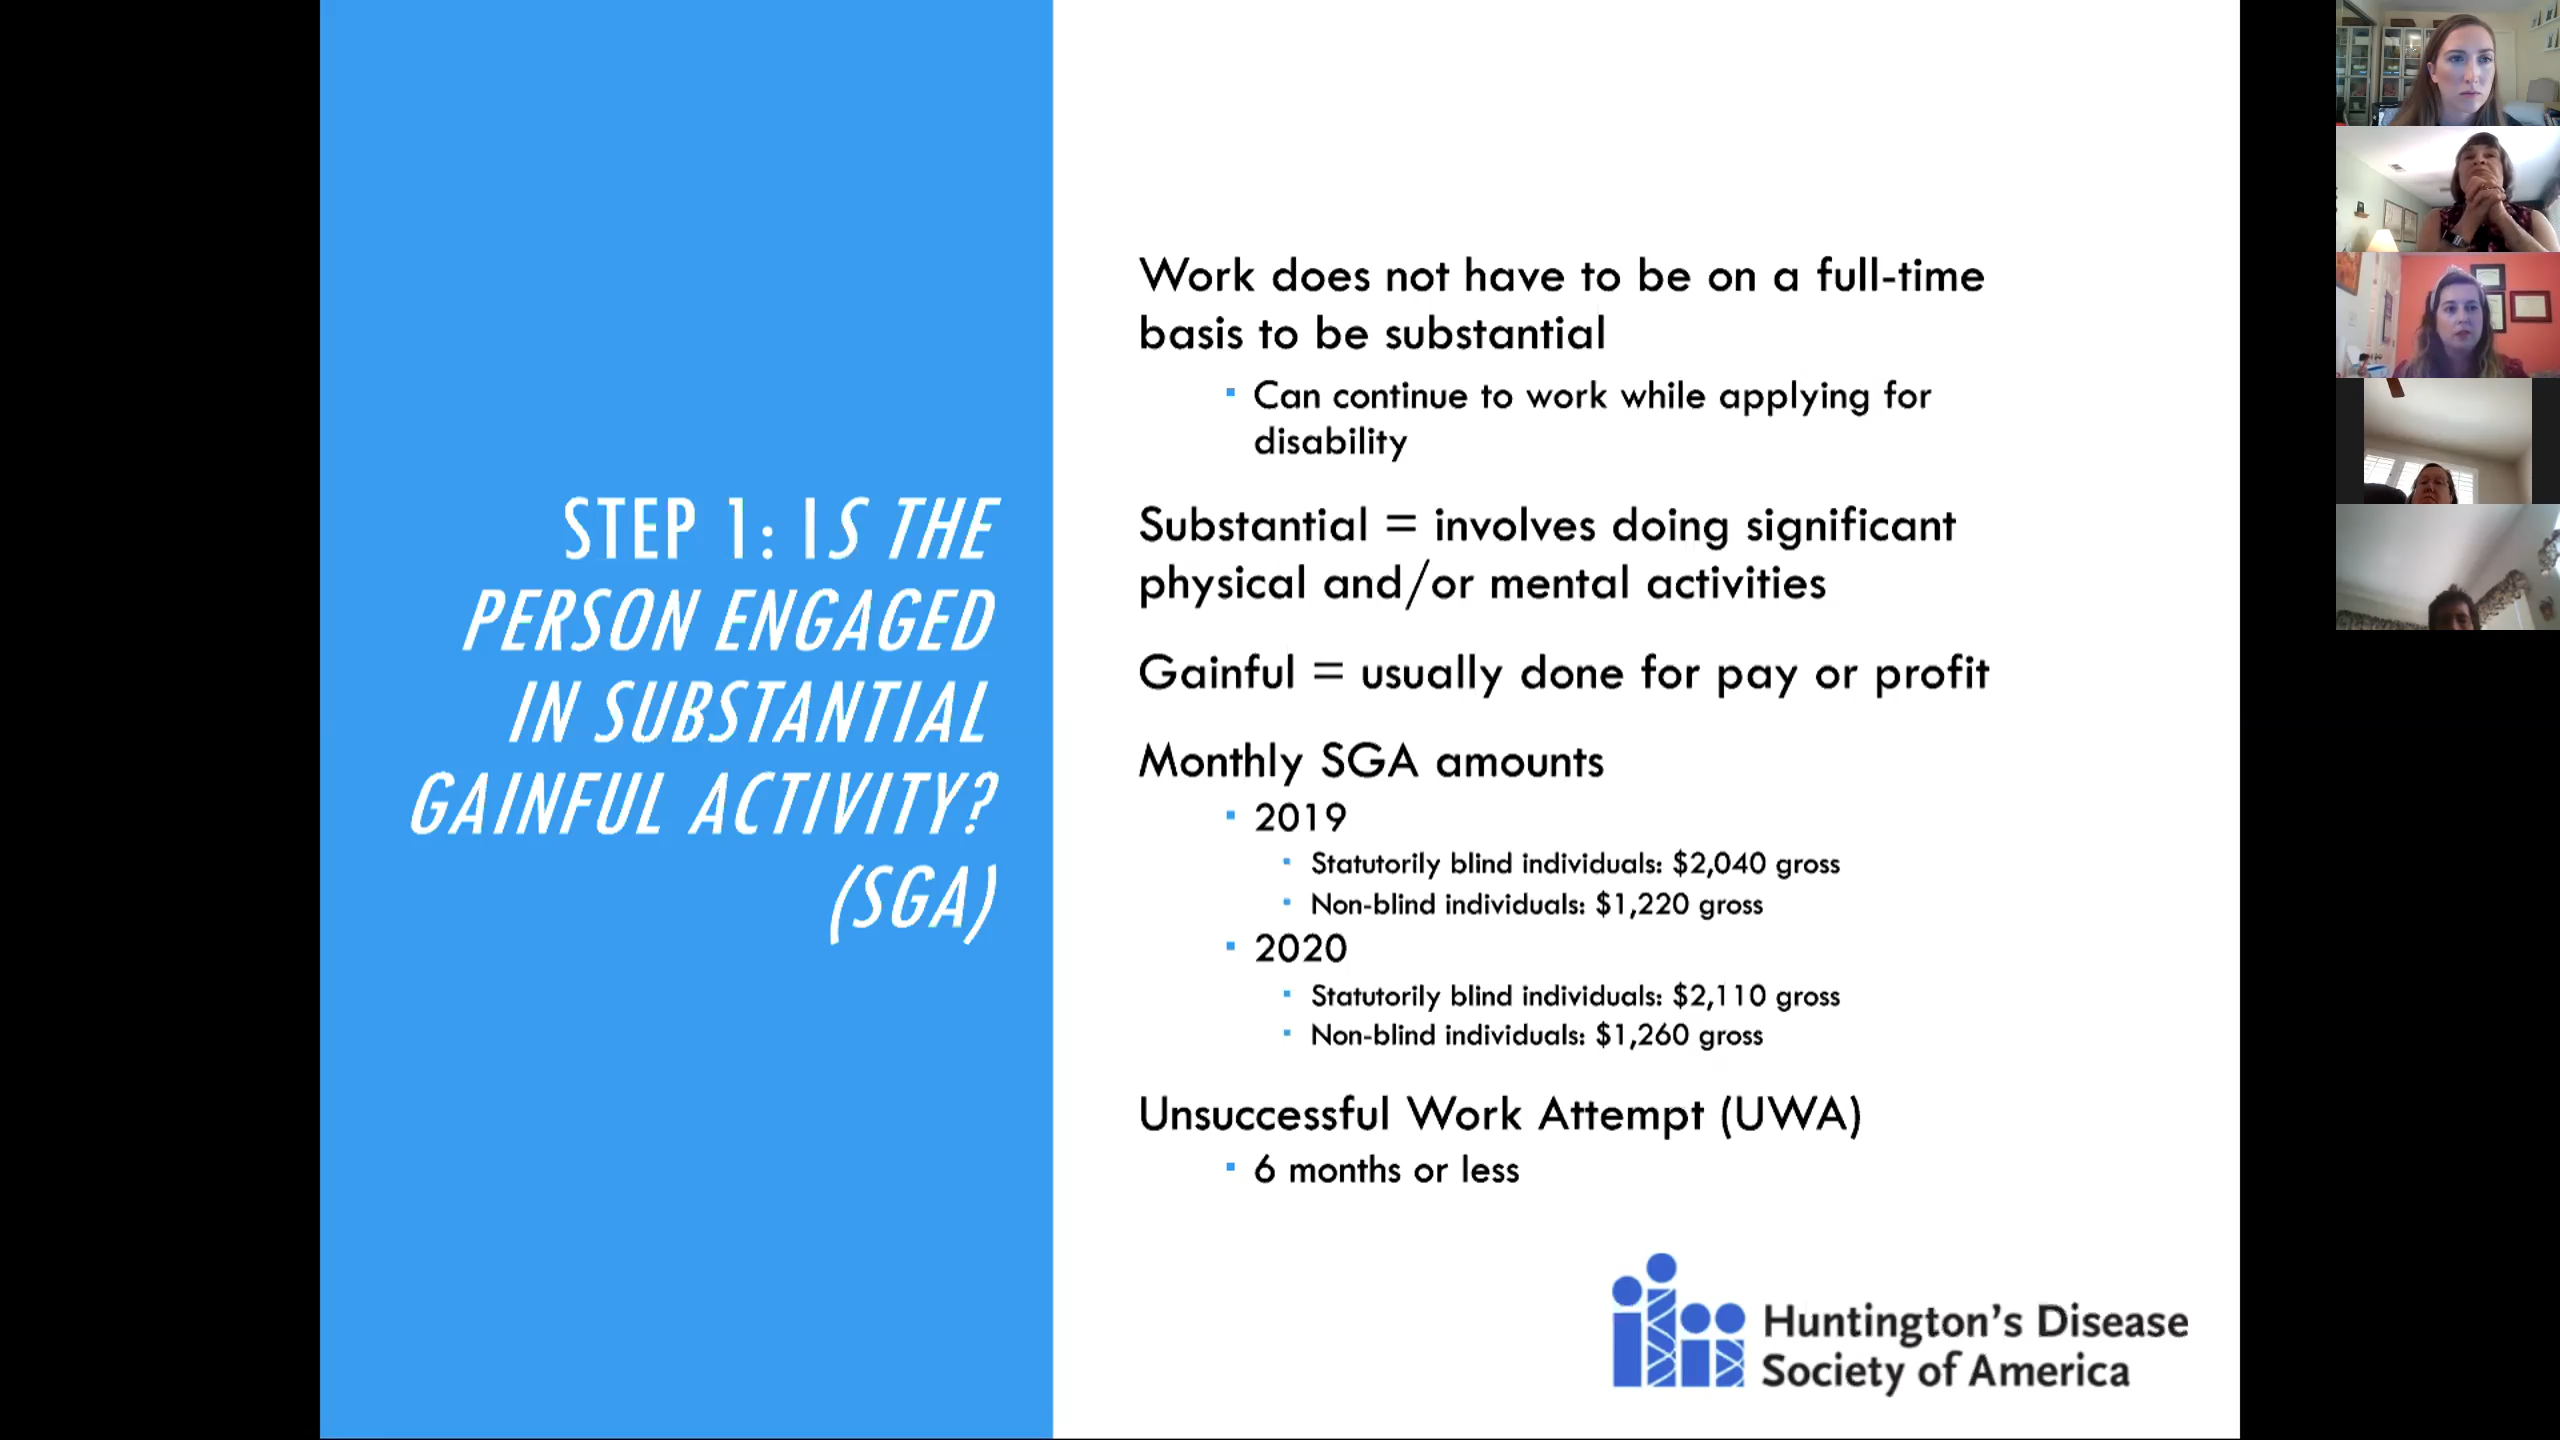 STEP 1: IS THE
PERSON ENGAGED
IN SUBSTANTIAL
GAINFUL ACTIVITY?
(SGA)
Work does not have to be on a full-time
basis to be substantial
Can continue to work while applying for
disability
Substantial = involves doing significant
physical and/or mental activities
Gainful = usually done for pay or profit
Monthly SGA amounts
2019
Statutorily blind individuals: $2,040 gross
Non-blind individuals: $1,220 gross
2020
Statutorily blind individuals: $2,110 gross
Non-blind individuals: $1,260 gross
Unsuccessful Work Attempt (UWA)
6 months or less
Huntington's Disease
Society of America